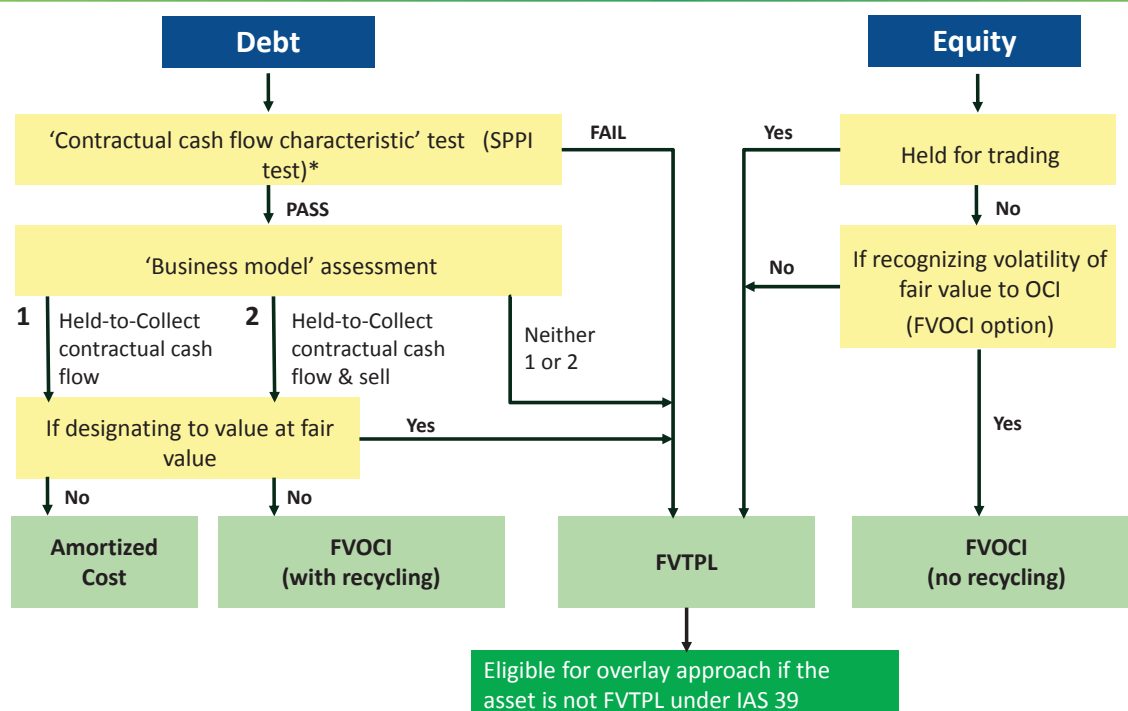 Debt
Equity
‘Contractual cash flow characteristic’ test (SPPI
test)*
FAIL
Yes
Held for trading
PASS
No
‘Business model’ assessment
No
If recognizing volatility of
fair value to OCI
(FVOCI option)
1
Held-to-Collect
contractual cash
flow
2
Held-to-Collect
contractual cash
flow & sell
Neither
1 or 2
If designating to value at fair
value
Yes
Yes
No
No
Amortized
Cost
FVOCI
(with recycling)
FVTPL
FVOCI
(no recycling)
Eligible for overlay approach if the
asset is not FVTPL under IAS 39